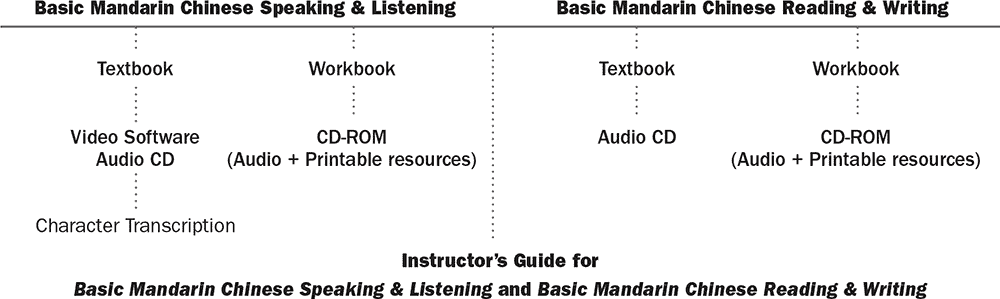 Basic Mandarin Chinese Speaking & Listening
Basic Mandarin Chinese Reading & Writing
Textbook
Workbook
Textbook
Workbook
Video Software
Audio CD
CD-ROM
(Audio + Printable resources)
Audio CD
CD-ROM
(Audio + Printable resources)
Character Transcription
Instructor's Guide for
Basic Mandarin Chinese Speaking & Listening and Basic Mandarin Chinese Reading & Writing